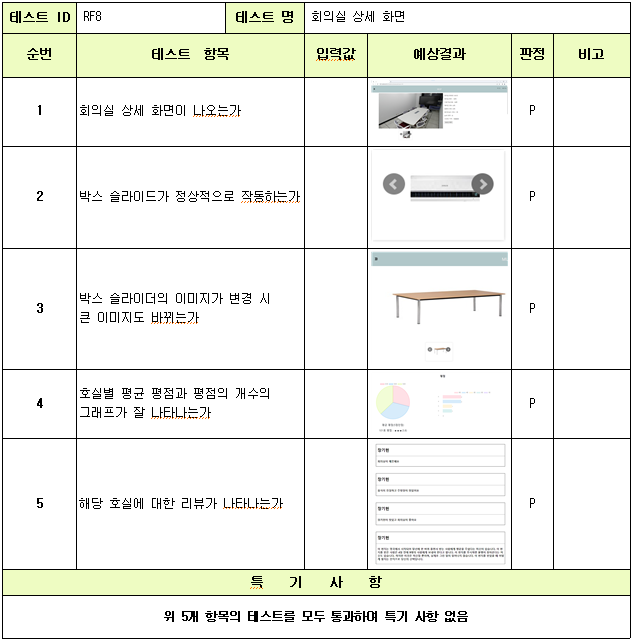 테스트 ID RF8 테스트 명 회의실 상세 화면
순번 테스트 항목 입력값 예상결과 판정 비고
1 회의실 상세 화면이 나오는가 P
2 박스 슬라이드가 정상적으로 작동하는가 P
3 박스 슬라이더의 이미지가 변경 시
큰 이미지도 바뀌는가 P
4 호실별 평균 평점과 평점의 개수의
그래프가 잘 나타나는가 P
5 해당 호실에 대한 리뷰가 나타나는가 P
특 기 사 항
위 5개 항목의 테스트를 모두 통과하며 특기 사항 없음